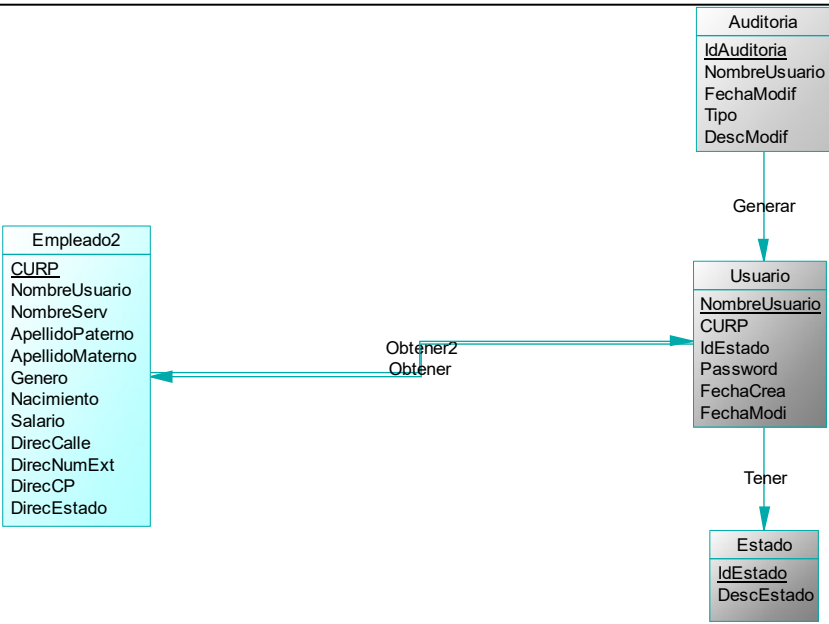 Auditoria
IdAuditoria
NombreUsuario
FechaModif
Tipo
DescModif
Generar
Empleado2
CURP
NombreUsuario
NombreServ
ApellidoPaterno
ApellidoMaterno
Genero
Nacimiento
Salario
DirecCalle
DirecNumExt
DirecCP
DirecEstado
Obtener2
Obtener
Usuario
NombreUsuario
CURP
IdEstado
Password
FechaCrea
FechaModi
Tener
Estado
IdEstado
DescEstado